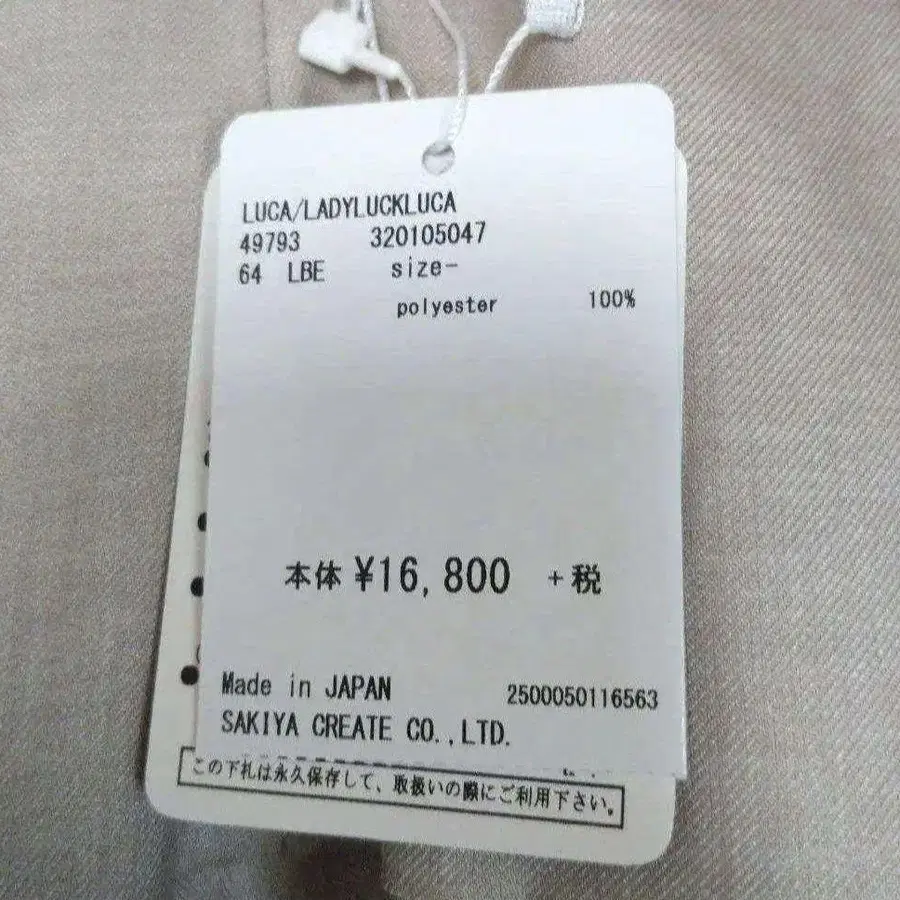 LUCA/LADYLUCKLUCA
49793 320105047
64 LBE size-
polyester 100%
本体 ¥16,800 +税
Made in JAPAN 2500050116563
SAKIYA CREATE CO.,LTD.
この下札は永久保存して、取扱いの際にご利用下さい。